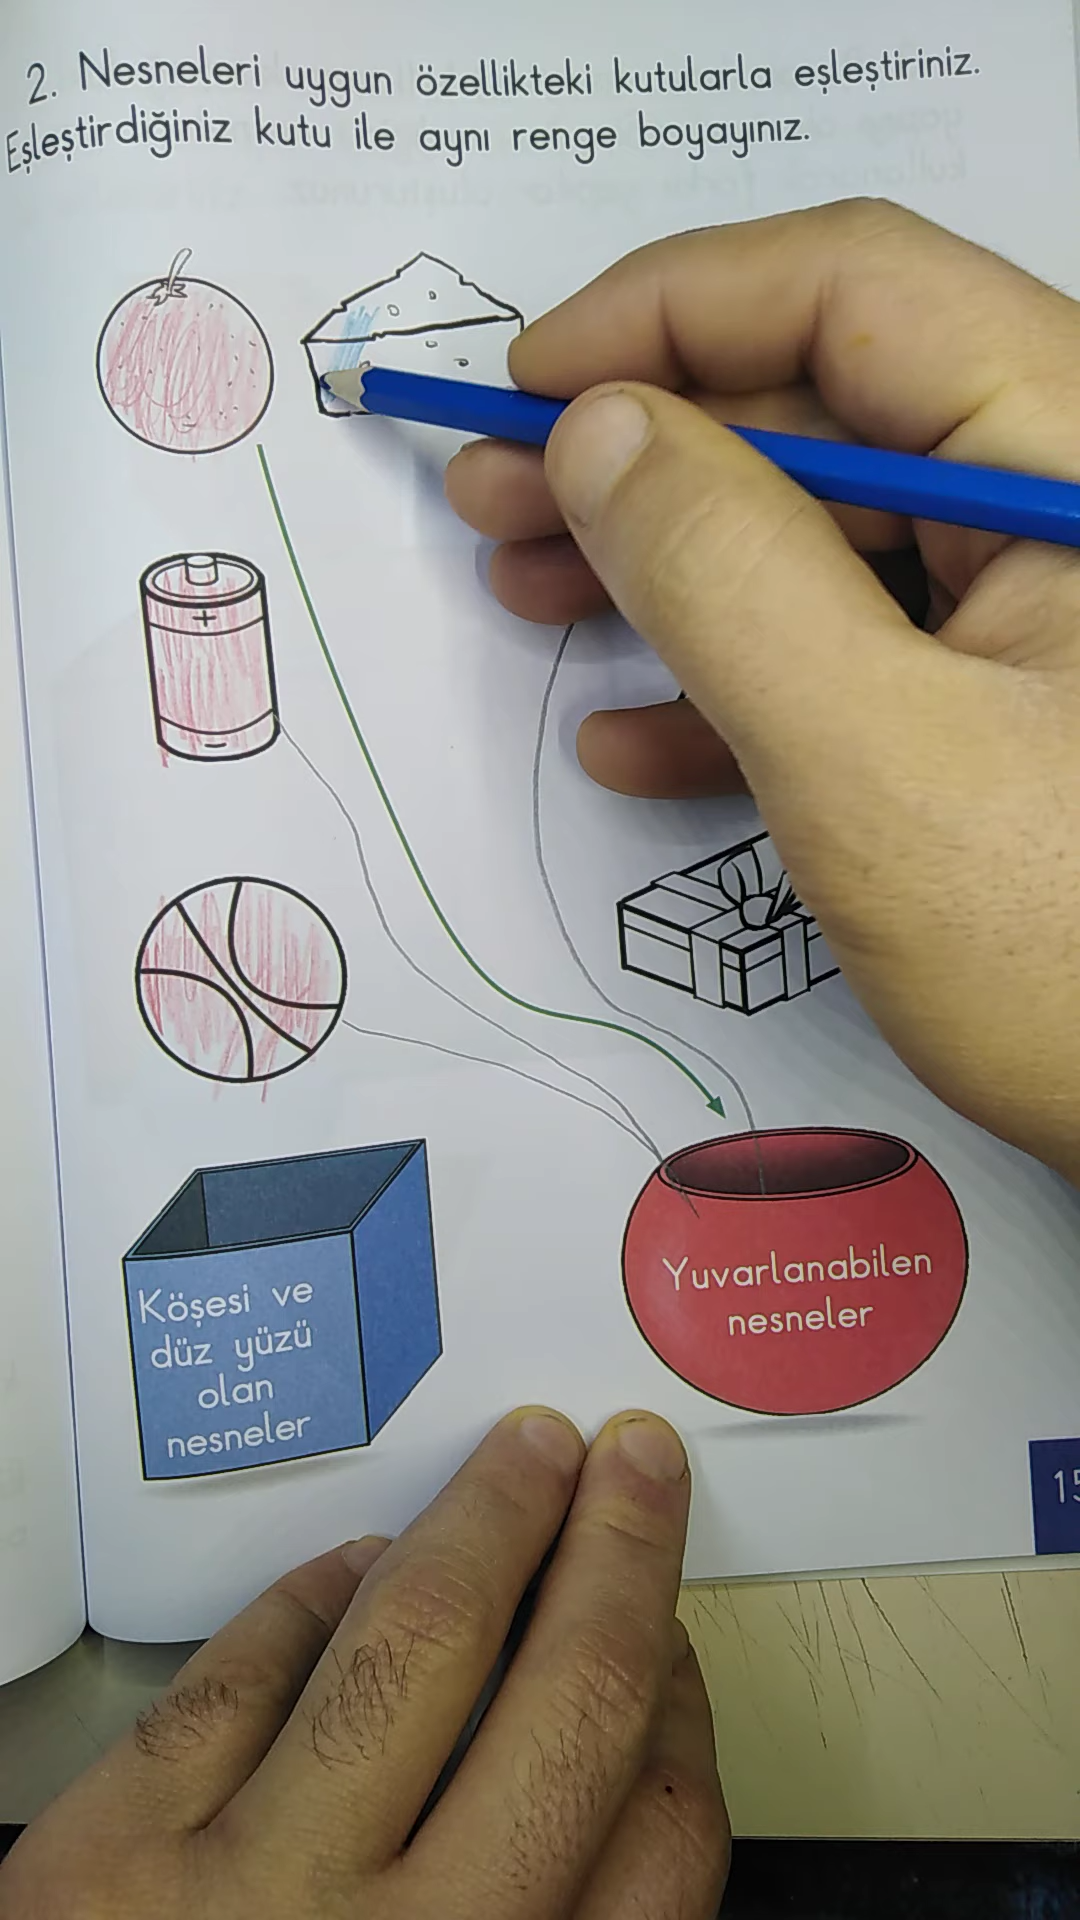 2. Nesneleri uygun özellikteki kutularla eşleştiriniz.
Eşleştirdiğiniz kutu ile aynı renge boyayınız.
+
-
Köşesi ve
düz yüzü
olan
nesneler
Yuvarlanabilen
nesneler